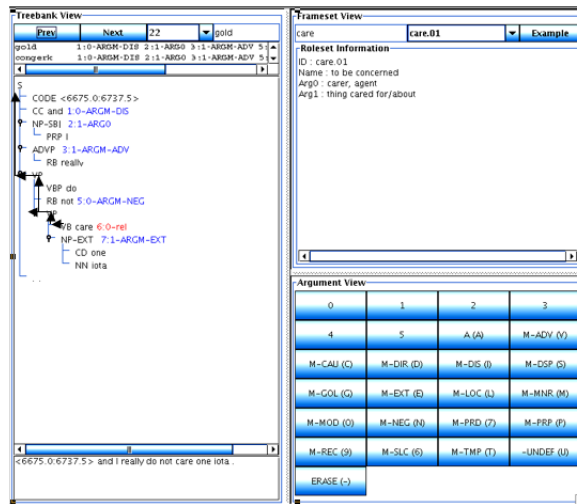 Treebank View
Prev
Next
22
gold
gold 1:0-ARGM-DIS 2:1-ARG0 3:1-ARGM-ADV 5:
congerk 1:0-ARGM-DIS 2:1-ARG0 3:1-ARGM-ADV 5:
S
CODE <6675.0:6737.5>
CC and 1:0-ARGM-DIS
NP-SBJ 2:1-ARG0
PRP I
ADVP 3:1-ARGM-ADV
RB really
VP
VBP do
RB not 5:0-ARGM-NEG
VP
VB care 6:0-rel
NP-EXT 7:1-ARGM-EXT
CD one
NN iota
. .
<6675.0:6737.5> and I really do not care one iota .
Frameset View
care
care.01
Example
Roleset Information
ID : care.01
Name : to be concerned
Arg0 : carer, agent
Arg1 : thing cared for/about
Argument View
0 1 2 3
4 5 A (A) M-ADV (V)
M-CAU (C) M-DIR (D) M-DIS (I) M-DSP (S)
M-GOL (G) M-EXT (E) M-LOC (L) M-MNR (M)
M-MOD (O) M-NEG (N) M-PRD (7) M-PRP (P)
M-REC (9) M-SLC (6) M-TMP (T) -UNDEF (U)
ERASE (-)